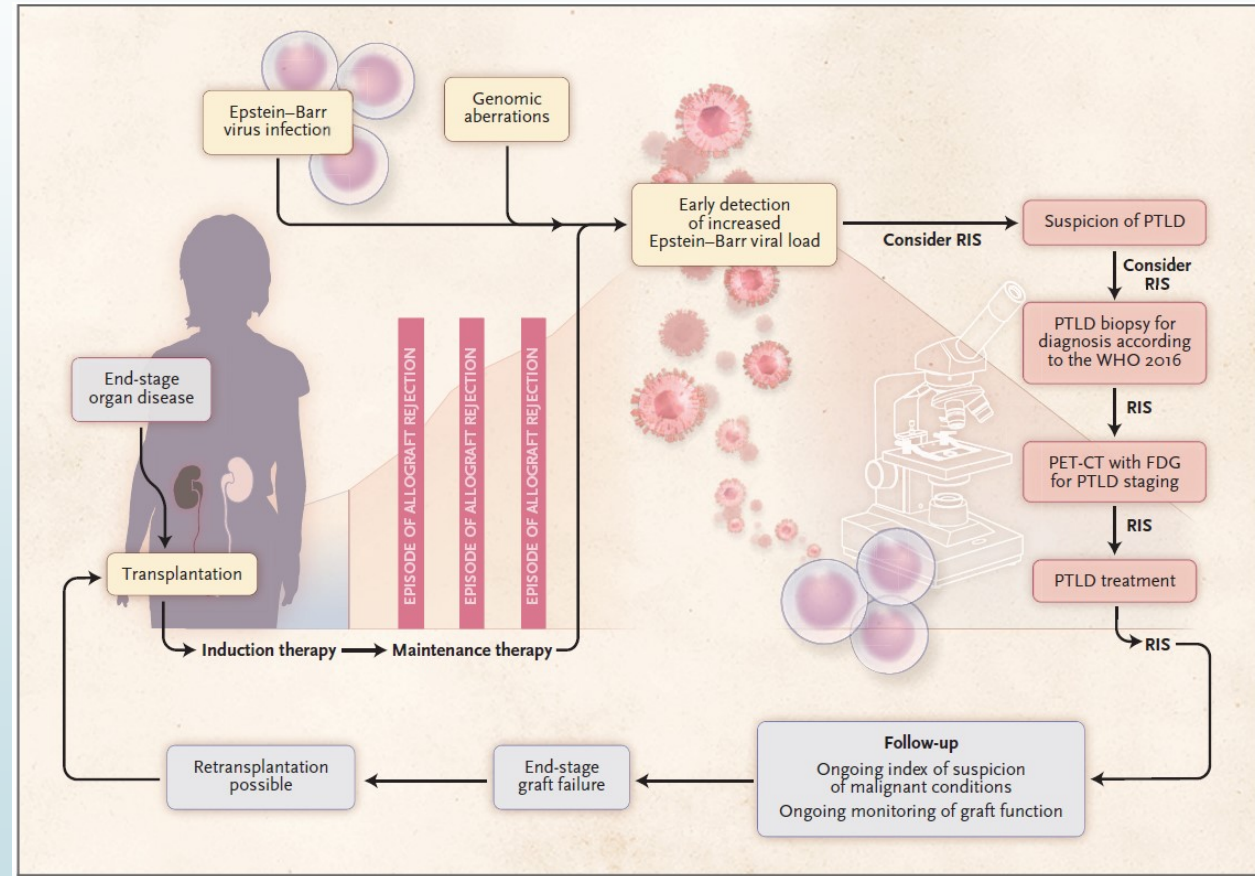 Epstein–Barr
virus infection
Genomic
aberrations
Early detection
of increased
Epstein–Barr viral load
Consider RIS
Suspicion of PTLD
Consider
RIS
PTLD biopsy for
diagnosis according
to the WHO 2016
RIS
PET-CT with FDG
for PTLD staging
RIS
PTLD treatment
RIS
End-stage
organ disease
Transplantation
EPISODE OF ALLOGRAFT REJECTION
EPISODE OF ALLOGRAFT REJECTION
EPISODE OF ALLOGRAFT REJECTION
Induction therapy
Maintenance therapy
Follow-up
Ongoing index of suspicion
of malignant conditions
Ongoing monitoring of graft function
End-stage
graft failure
Retransplantation
possible